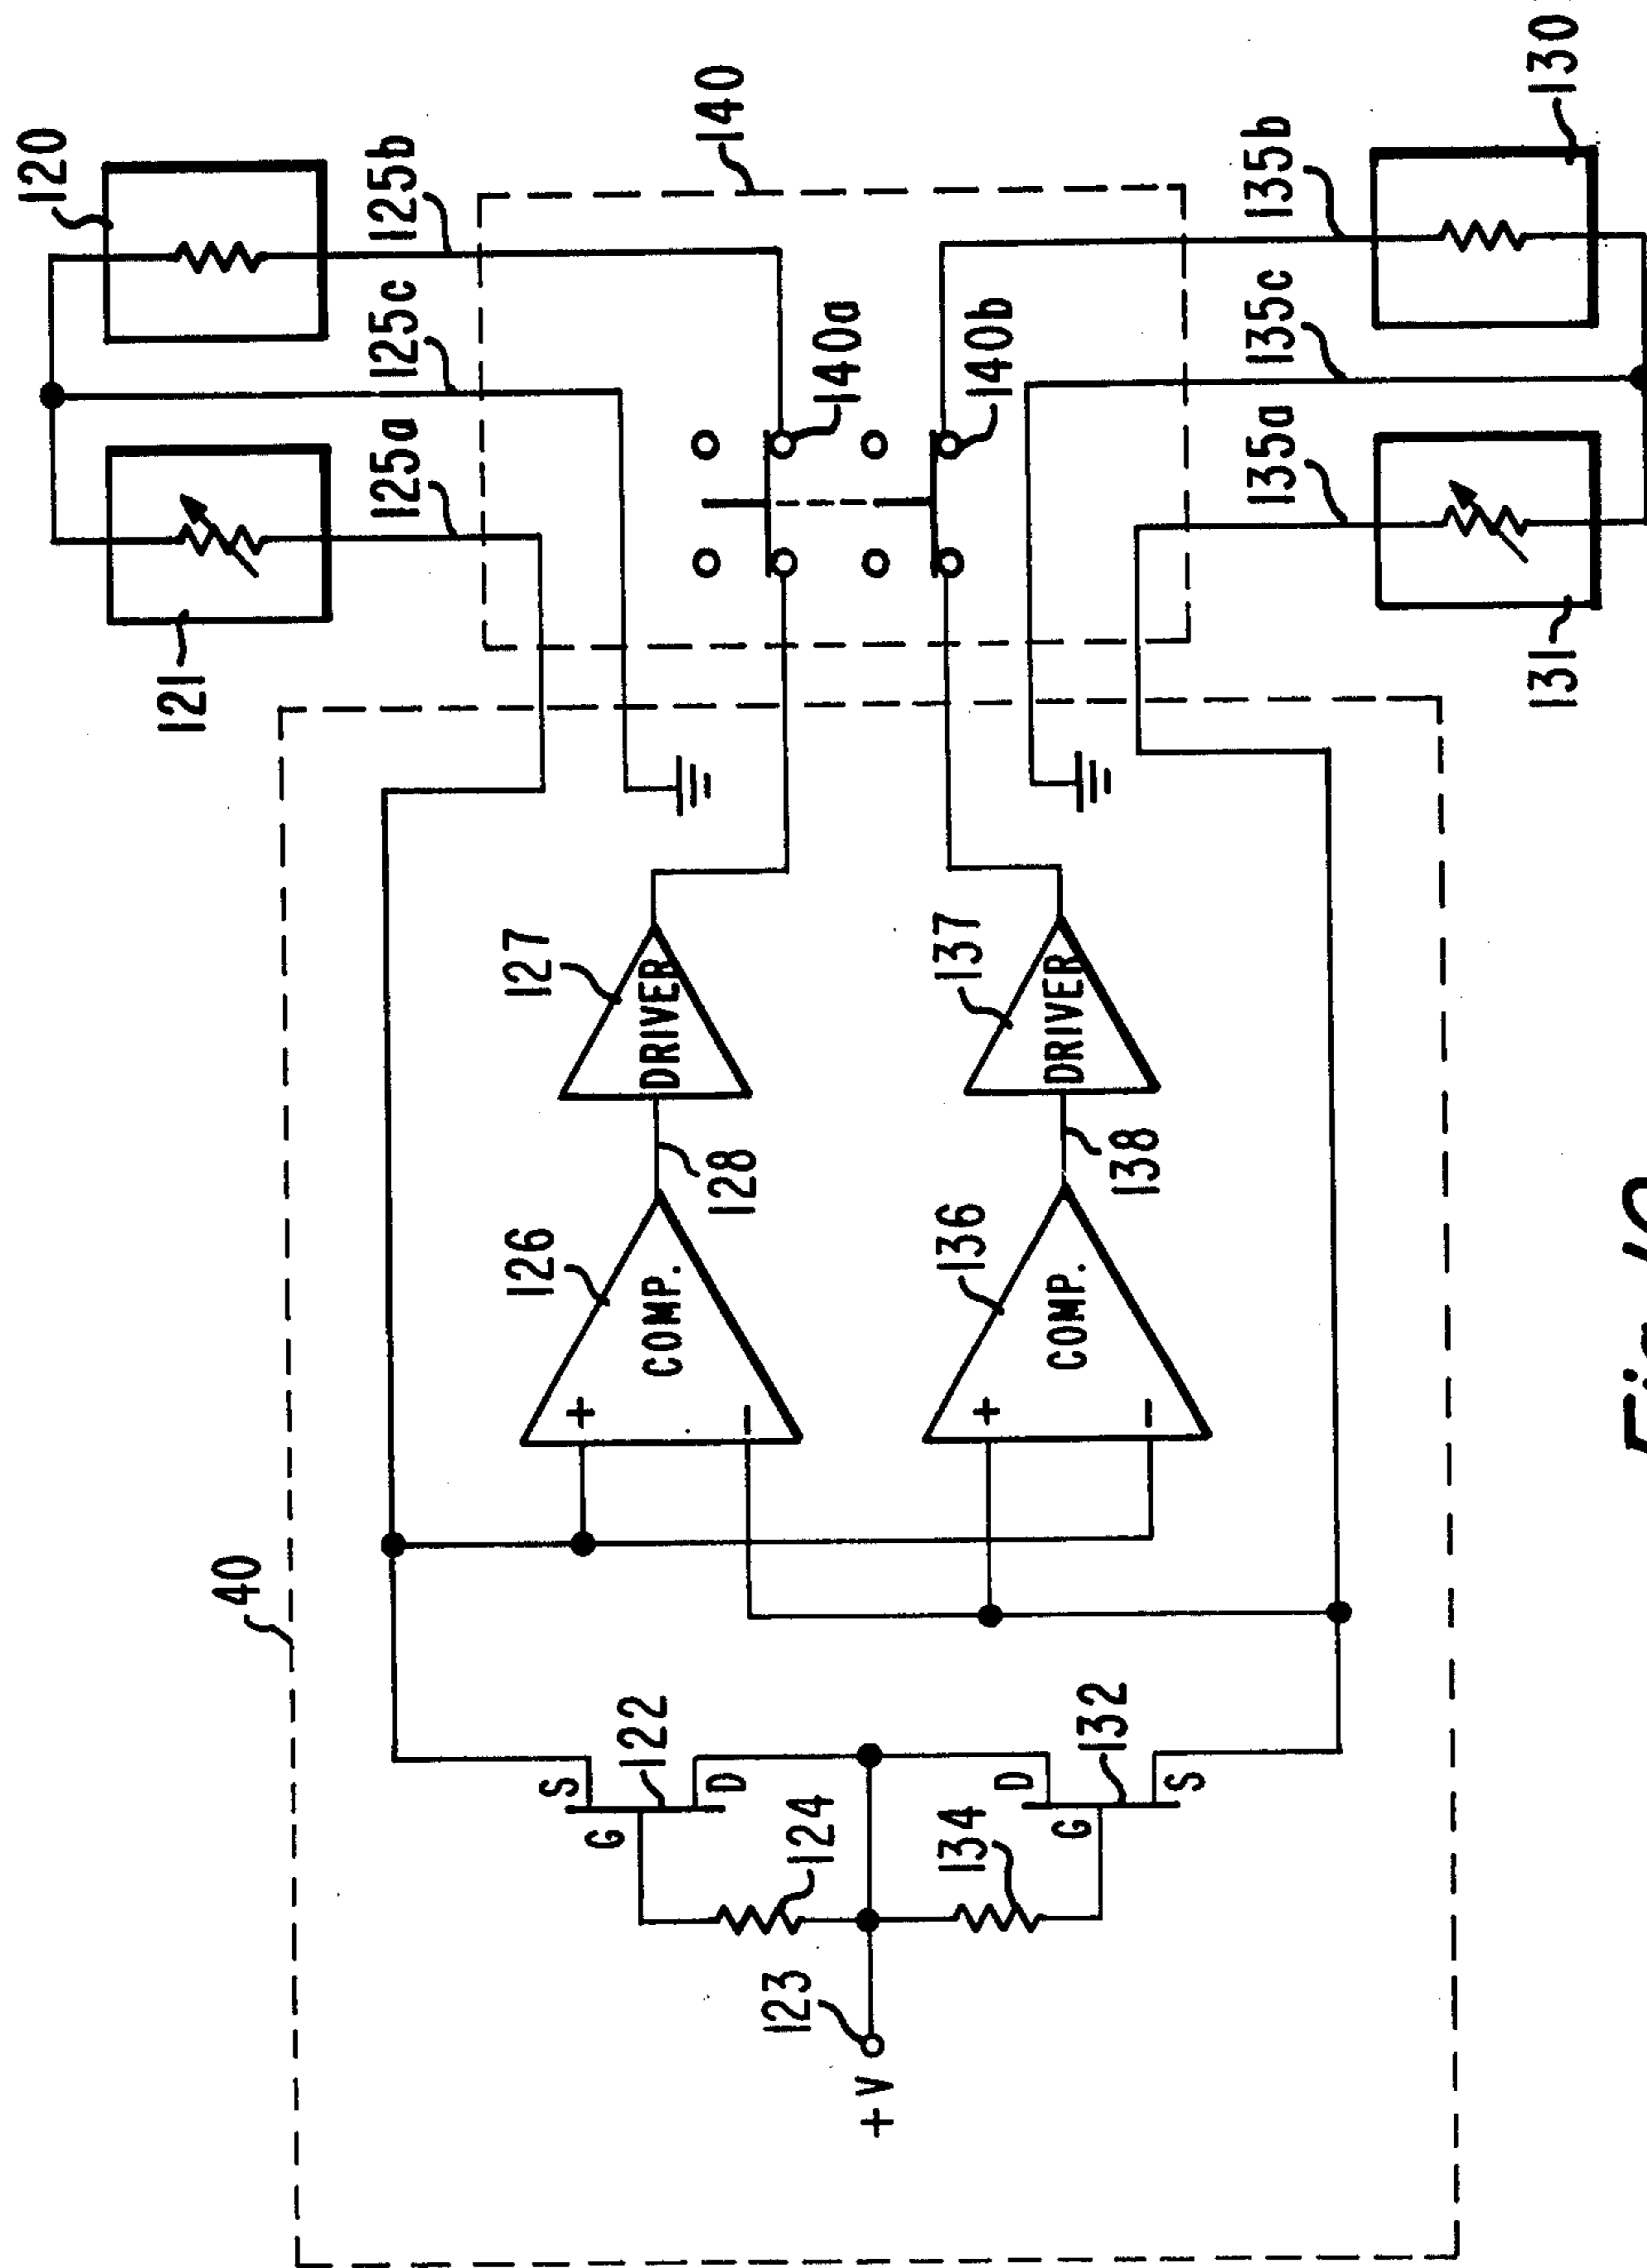 120
121
125a
125c
125b
140
140a
140b
135a
135c
135b
130
131
40
127
DRIVER
128
126
COMP.
+
-
137
DRIVER
138
136
COMP.
+
-
S
G
D
122
124
D
G
S
132
134
123
+V